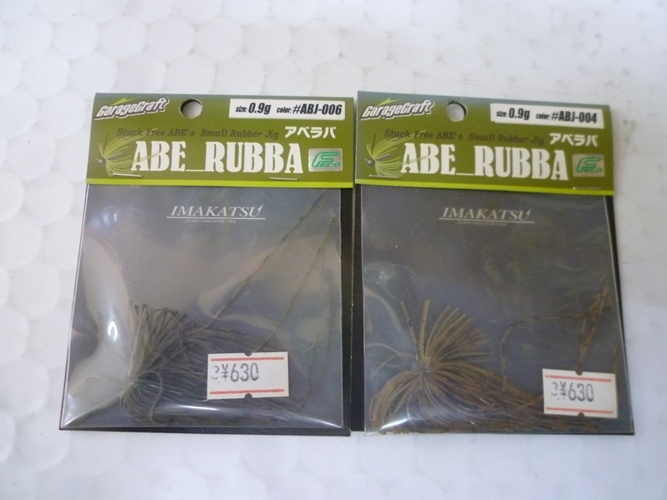 GarageCraft
size: 0.9g color: #ABJ-006
Stuck Free ABE's Small Rubber Jig
アベラバ
ABE_RUBBA
Feco
IMAKATSU
¥630
GarageCraft
size: 0.9g color: #ABJ-004
Stuck Free ABE's Small Rubber Jig
アベラバ
ABE_RUBBA
Feco
IMAKATSU
¥630